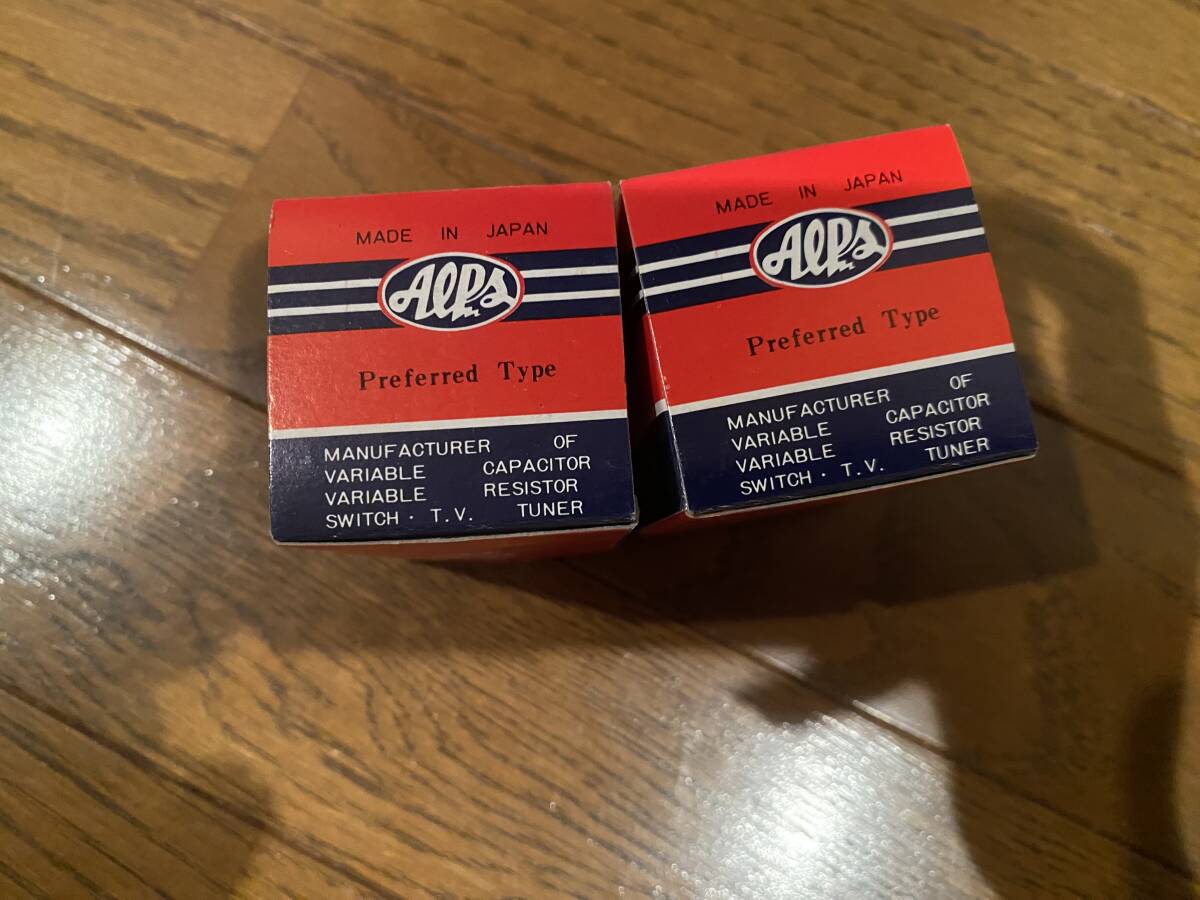 MADE IN JAPAN
Alps
Preferred Type
MANUFACTURER OF
VARIABLE CAPACITOR
VARIABLE RESISTOR
SWITCH · T.V. TUNER
MADE IN JAPAN
Alps
Preferred Type
MANUFACTURER OF
VARIABLE CAPACITOR
VARIABLE RESISTOR
SWITCH · T.V. TUNER